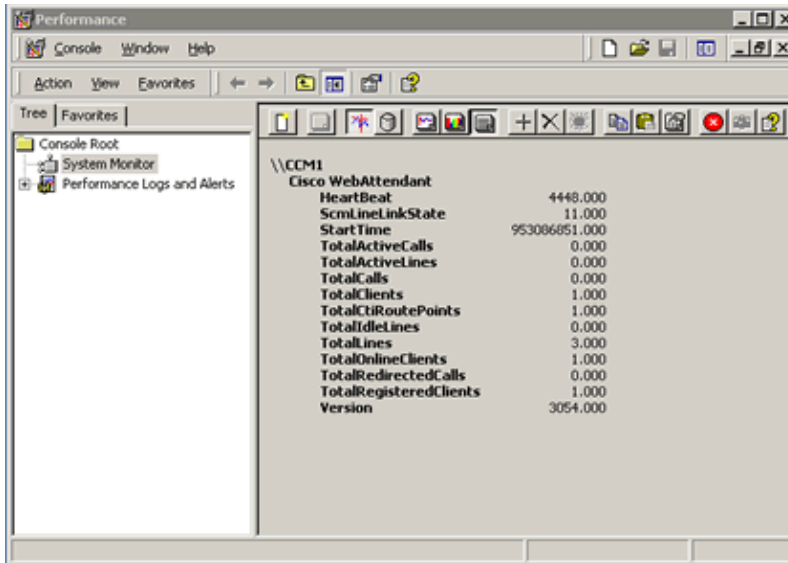 Performance
Console Window Help
Action View Favorites
Tree Favorites
Console Root
System Monitor
Performance Logs and Alerts
\\CCM1
Cisco WebAttendant
HeartBeat 4448.000
ScmLineLinkState 11.000
StartTime 953086851.000
TotalActiveCalls 0.000
TotalActiveLines 0.000
TotalCalls 0.000
TotalClients 1.000
TotalCtiRoutePoints 1.000
TotalIdleLines 0.000
TotalLines 3.000
TotalOnlineClients 1.000
TotalRedirectedCalls 0.000
TotalRegisteredClients 1.000
Version 3054.000